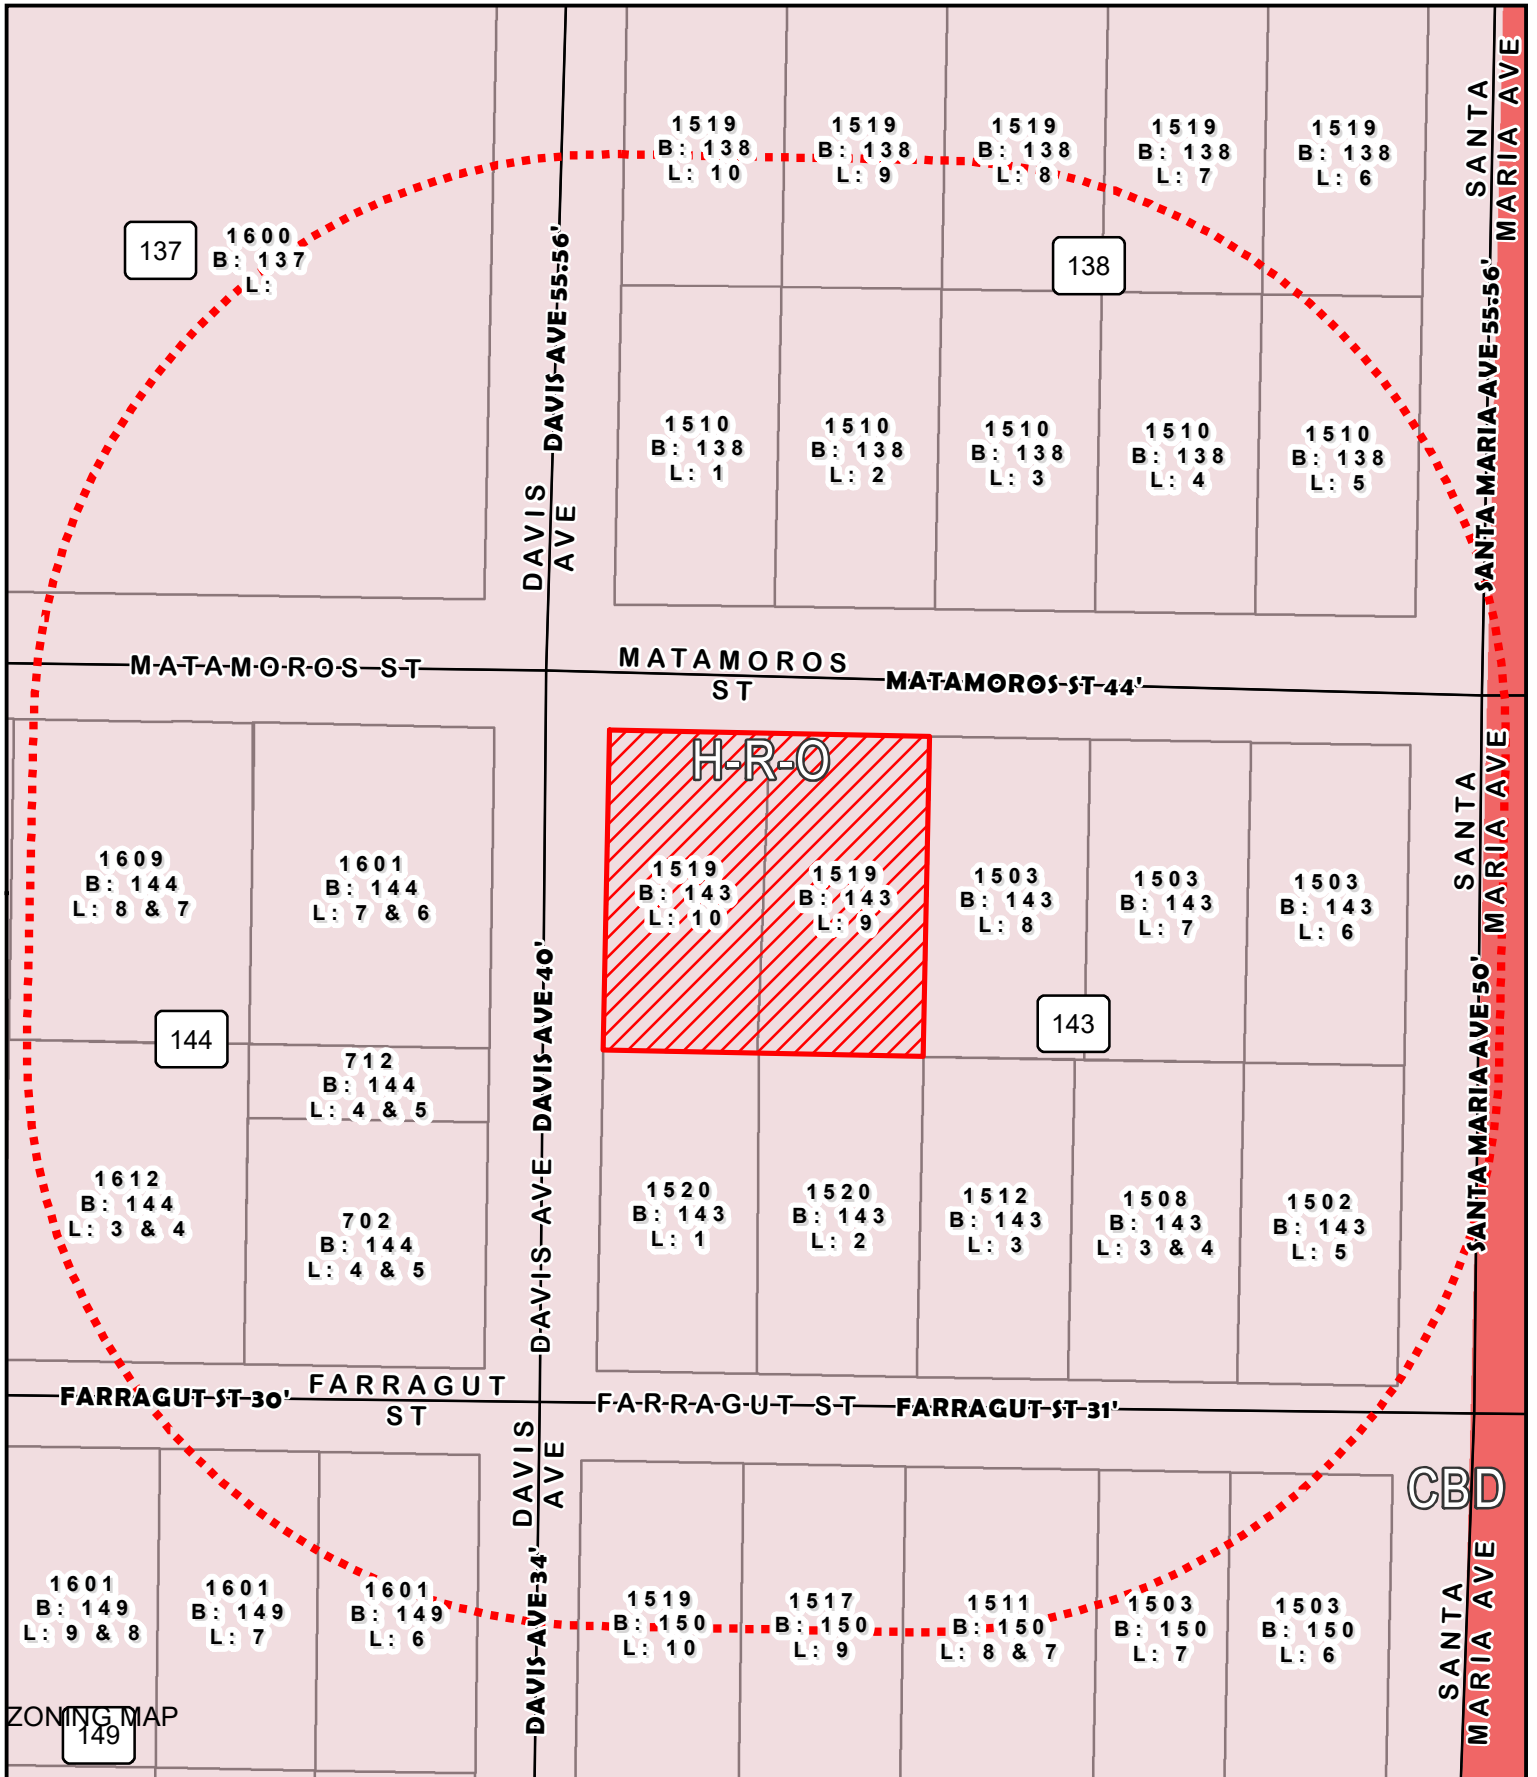 1519
B: 138
L: 10
1519
B: 138
L: 9
1519
B: 138
L: 8
1519
B: 138
L: 7
1519
B: 138
L: 6
SANTA
MARIA AVE
137
1600
B: 137
L:
138
DAVIS AVE 55.56'
SANTA MARIA AVE 55.56'
1510
B: 138
L: 1
1510
B: 138
L: 2
1510
B: 138
L: 3
1510
B: 138
L: 4
1510
B: 138
L: 5
DAVIS
AVE
MATAMOROS ST
MATAMOROS
ST
MATAMOROS ST 44'
H-R-O
1609
B: 144
L: 8 & 7
1601
B: 144
L: 7 & 6
1519
B: 143
L: 10
1519
B: 143
L: 9
1503
B: 143
L: 8
1503
B: 143
L: 7
1503
B: 143
L: 6
SANTA
MARIA AVE
144
143
DAVIS AVE 40'
SANTA MARIA AVE 50'
712
B: 144
L: 4 & 5
1612
B: 144
L: 3 & 4
702
B: 144
L: 4 & 5
DAVIS AVE
1520
B: 143
L: 1
1520
B: 143
L: 2
1512
B: 143
L: 3
1508
B: 143
L: 3 & 4
1502
B: 143
L: 5
FARRAGUT ST 30'
FARRAGUT
ST
FARRAGUT ST
FARRAGUT ST 31'
DAVIS
AVE
CBD
1601
B: 149
L: 9 & 8
1601
B: 149
L: 7
1601
B: 149
L: 6
DAVIS AVE 34'
1519
B: 150
L: 10
1517
B: 150
L: 9
1511
B: 150
L: 8 & 7
1503
B: 150
L: 7
1503
B: 150
L: 6
SANTA
MARIA AVE
ZONING MAP
149